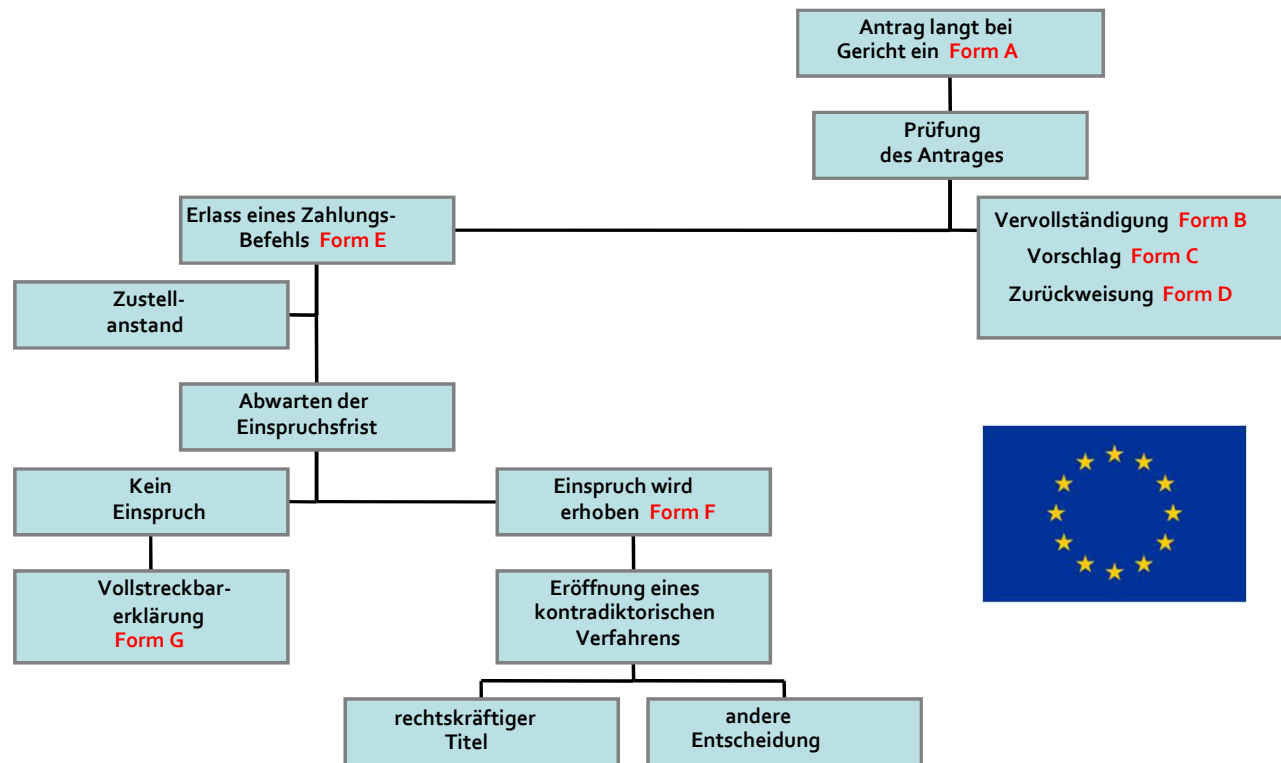 Antrag langt bei
Gericht ein Form A
Prüfung
des Antrages
Erlass eines Zahlungs-
Befehls Form E
Vervollständigung Form B
Vorschlag Form C
Zurückweisung Form D
Zustell-
anstand
Abwarten der
Einspruchsfrist
Kein
Einspruch
Einspruch wird
erhoben Form F
Vollstreckbar-
erklärung
Form G
Eröffnung eines
kontradiktorischen
Verfahrens
rechtskräftiger
Titel
andere
Entscheidung